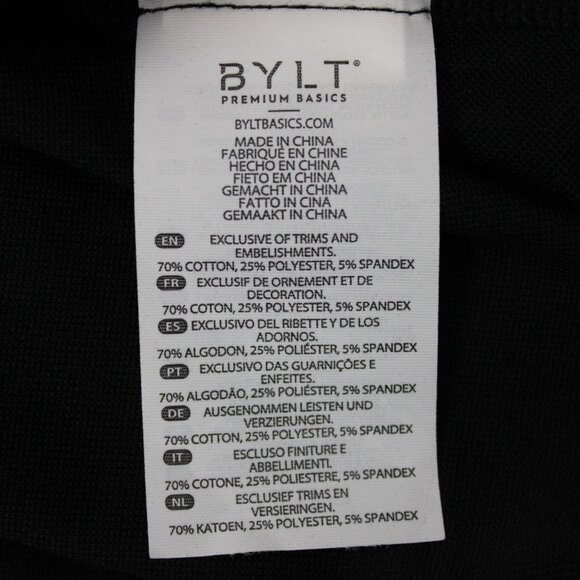 BYLT®
PREMIUM BASICS
BYLTBASICS.COM
MADE IN CHINA
FABRIQUÉ EN CHINE
HECHO EN CHINA
FIETO EM CHINA
GEMACHT IN CHINA
FATTO IN CINA
GEMAAKT IN CHINA
EN EXCLUSIVE OF TRIMS AND
EMBELISHMENTS.
70% COTTON, 25% POLYESTER, 5% SPANDEX
FR EXCLUSIF DE ORNEMENT ET DE
DECORATION.
70% COTON, 25% POLYESTER, 5% SPANDEX
ES EXCLUSIVO DEL RIBETTE Y DE LOS
ADORNOS.
70% ALGODON, 25% POLIÉSTER, 5% SPANDEX
PT EXCLUSIVO DAS GUARNIÇÕES E
ENFEITES.
70% ALGODÃO, 25% POLIÉSTER, 5% SPANDEX
DE AUSGENOMMEN LEISTEN UND
VERZIERUNGEN.
70% COTTON, 25% POLYESTER, 5% SPANDEX
IT ESCLUSO FINITURE E
ABBELLIMENTI.
70% COTONE, 25% POLIESTERE, 5% SPANDEX
NL ESCLUSIEF TRIMS EN
VERSIERINGEN.
70% KATOEN, 25% POLYESTER, 5% SPANDEX